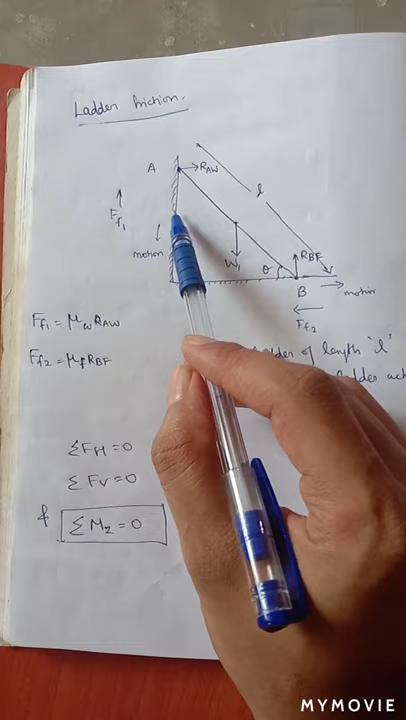 Ladder friction.
A
RAW
l
Ff1
motion
W1
θ
RBF
B
motion
Ff2
Ff1 = μw RAW
Ff2 = μf RBF
of length 'l'
ladder
ΣFH = 0
ΣFV = 0
& ΣMZ = 0
MYMOVIE